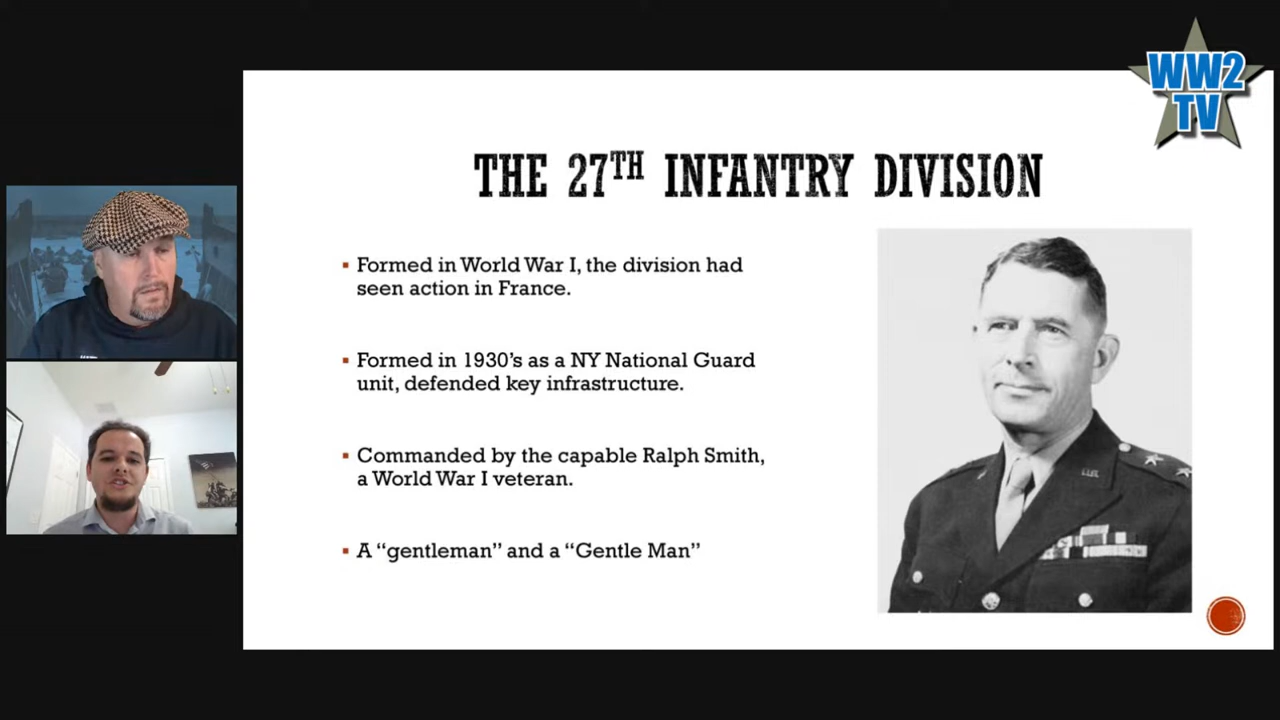 WW2
TV
THE 27TH INFANTRY DIVISION
Formed in World War I, the division had
seen action in France.
Formed in 1930's as a NY National Guard
unit, defended key infrastructure.
Commanded by the capable Ralph Smith,
a World War I veteran.
A “gentleman” and a “Gentle Man”